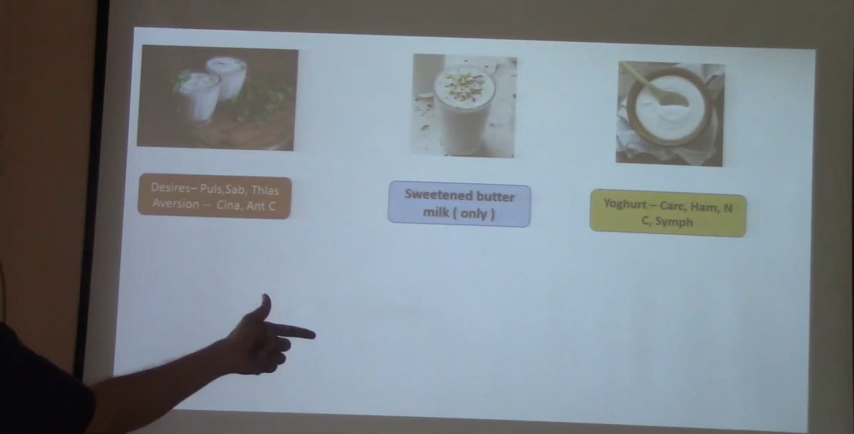 Desires– Puls,Sab, Thlas
Aversion – Cina, Ant C
Sweetened butter
milk ( only )
Yoghurt – Carc, Ham, N
C, Symph